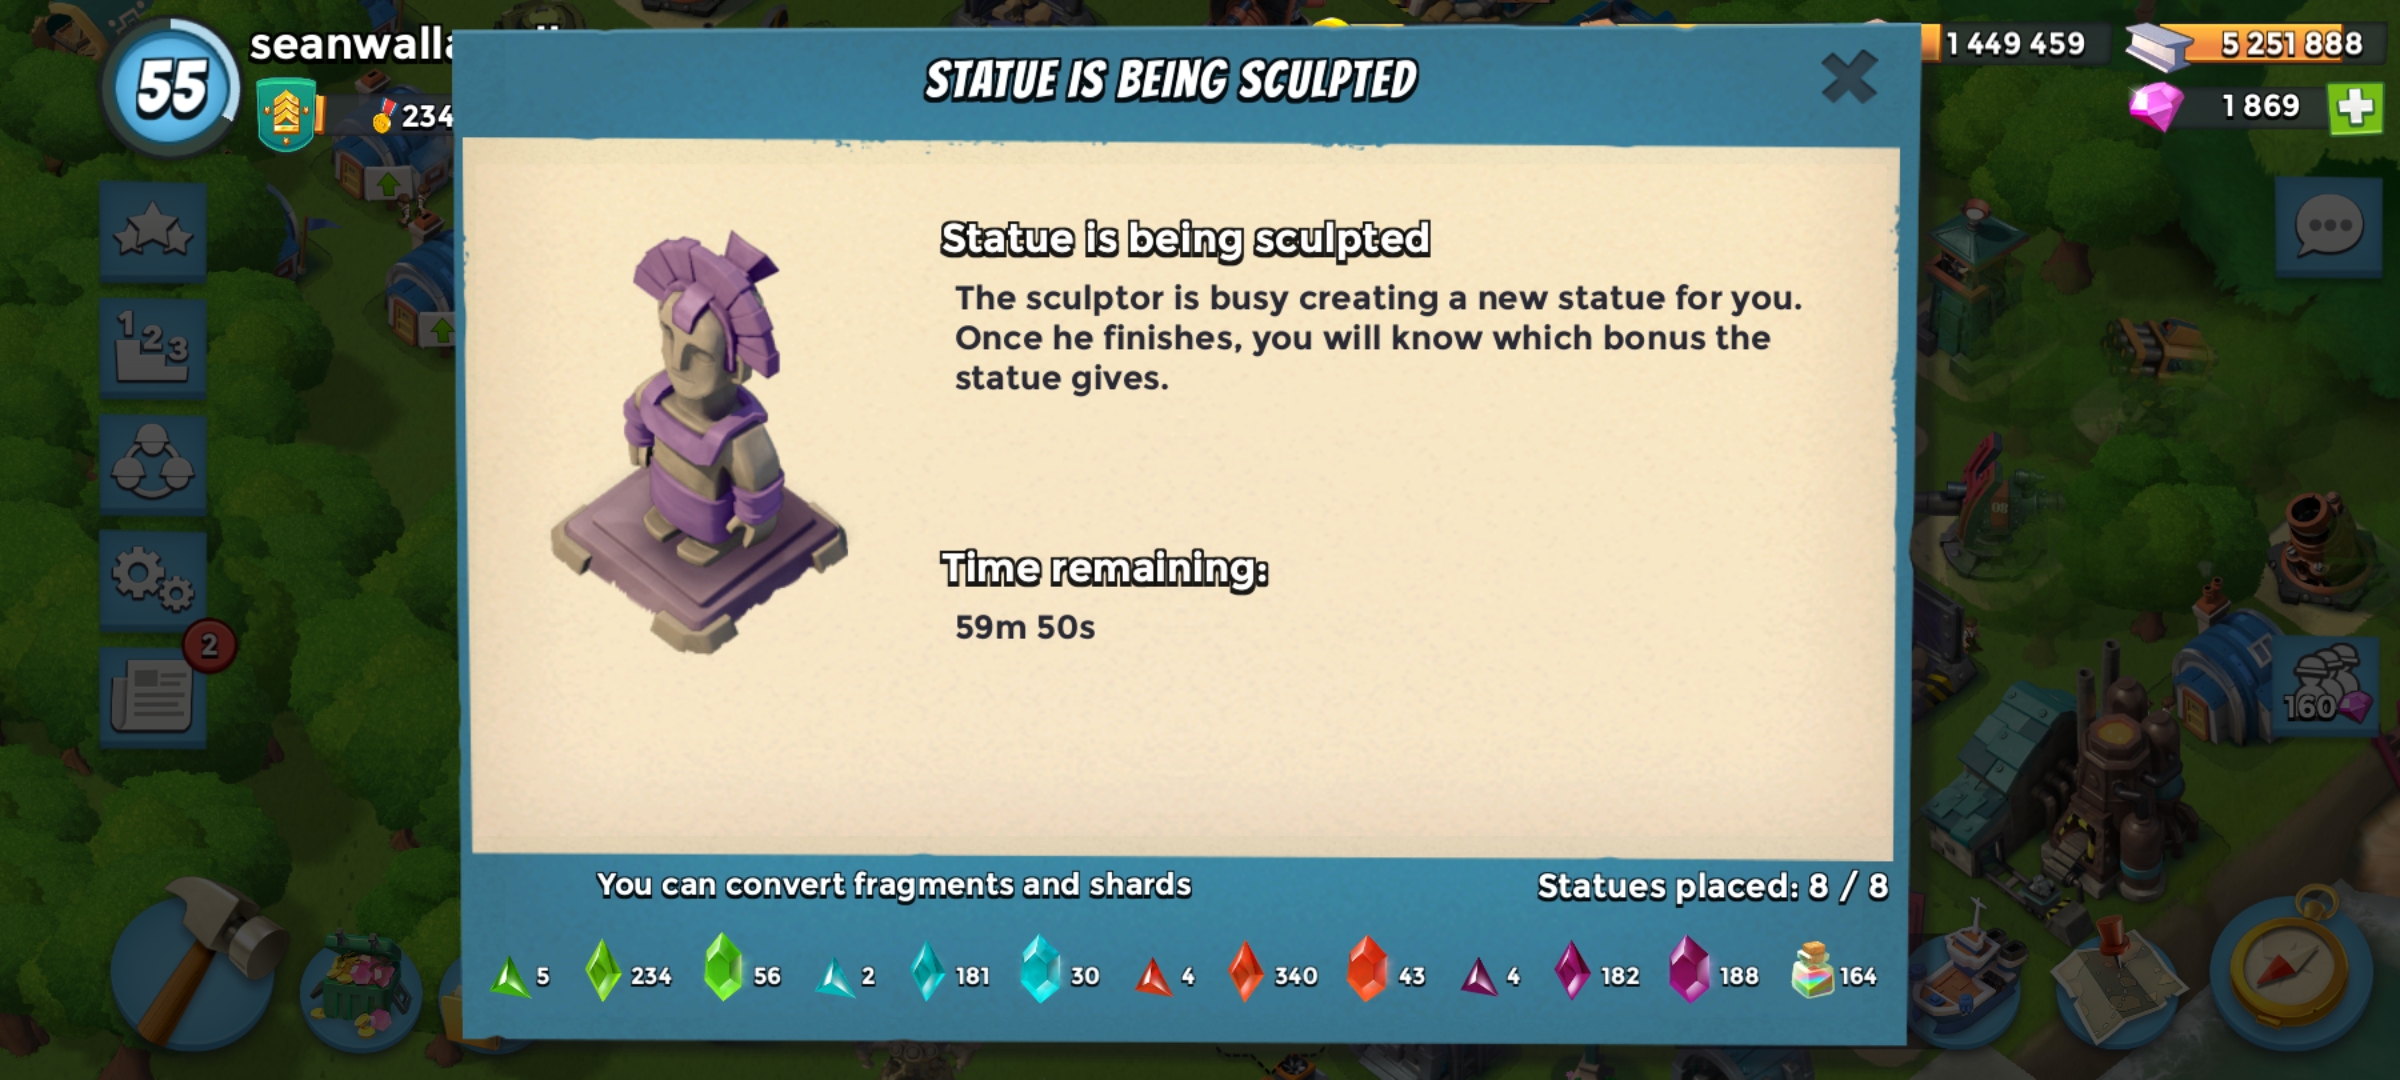 55
STATUE IS BEING SCULPTED
1 449 459
5 251 888
234
1 869
Statue is being sculpted
The sculptor is busy creating a new statue for you.
Once he finishes, you will know which bonus the
statue gives.
1 2 3
Time remaining:
59m 50s
2
160
You can convert fragments and shards
Statues placed: 8 / 8
5 234 56 2 181 30 4 340 43 4 182 188 164